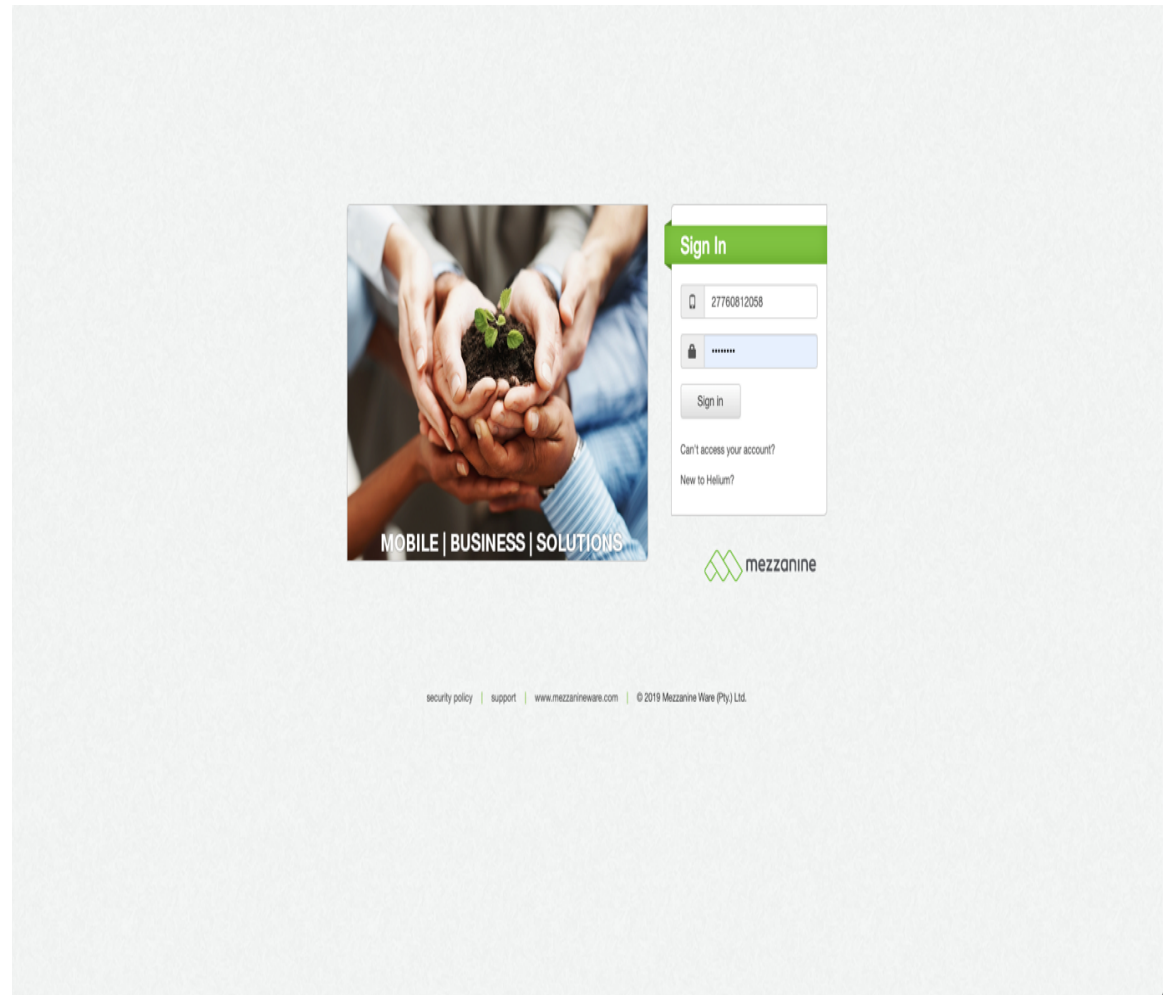 Sign In
27760812058
••••••••
Sign in
Can't access your account?
New to Helium?
MOBILE | BUSINESS | SOLUTIONS
mezzanine
security policy | support | www.mezzanineware.com | © 2019 Mezzanine Ware (Pty.) Ltd.